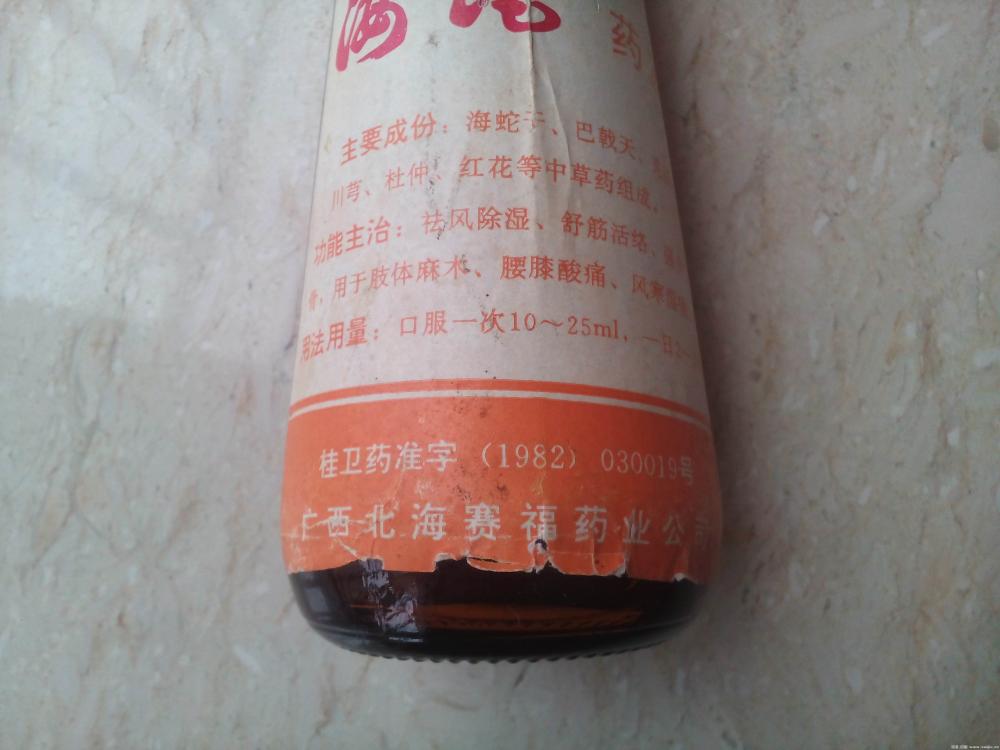 海 药
主要成份：海蛇干、巴戟天、
川芎、杜仲、红花等中草药组成。
功能主治：祛风除湿、舒筋活络、
骨，用于肢体麻木、腰膝酸痛、风寒
用法用量：口服一次10～25ml，一日2
桂卫药准字（1982）030019号
广西北海赛福药业公司